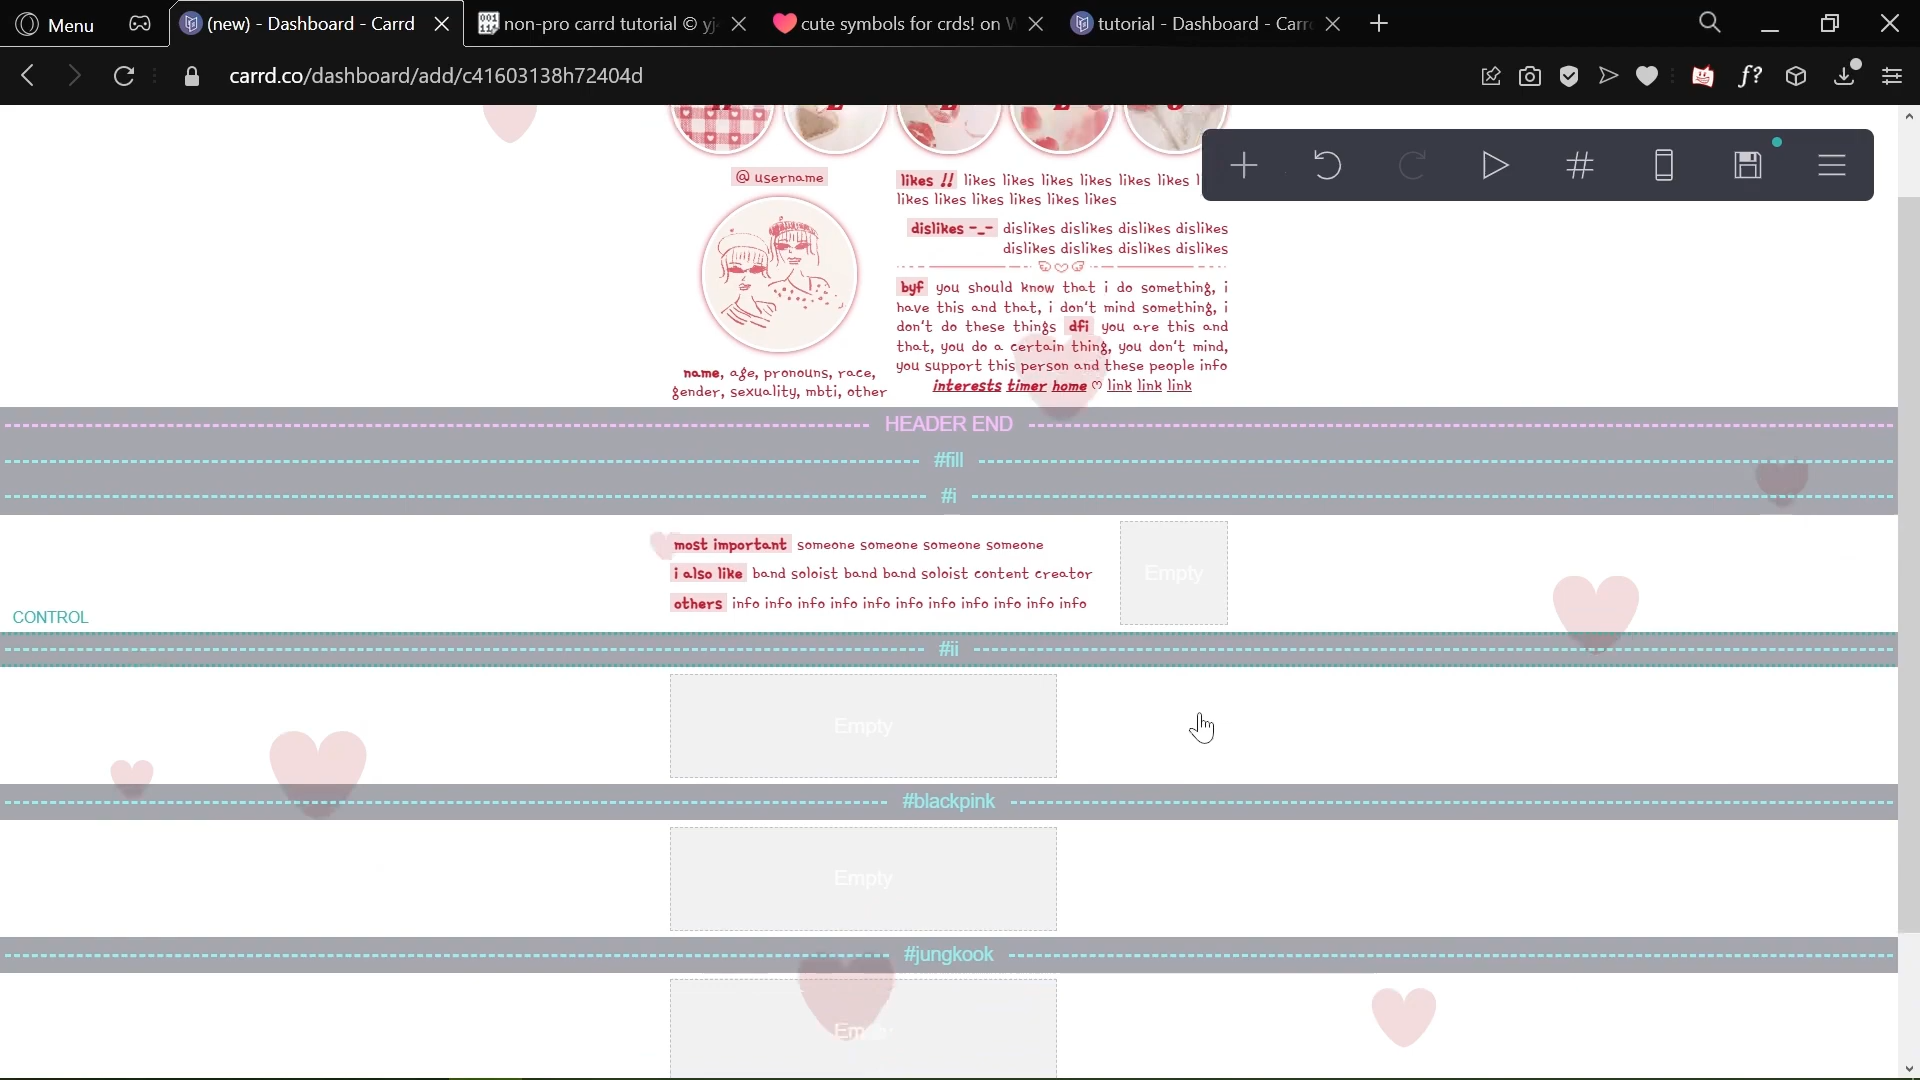 Menu
(new) - Dashboard - Carrd
non-pro carrd tutorial © yj
cute symbols for crds! on W
tutorial - Dashboard - Carr
carrd.co/dashboard/add/c41603138h72404d
@ username
likes !! likes likes likes likes likes likes l
likes likes likes likes likes likes
dislikes -_- dislikes dislikes dislikes dislikes
dislikes dislikes dislikes dislikes
byf you should know that i do something, i
have this and that, i don't mind something, i
don't do these things dfi you are this and
that, you do a certain thing, you don't mind,
you support this person and these people info
interests timer home ♡ link link link
name, age, pronouns, race,
gender, sexuality, mbti, other
HEADER END
#fill
#i
most important someone someone someone someone
i also like band soloist band band soloist content creator
others info info info info info info info info info info info
Empty
CONTROL
#ii
Empty
#blackpink
Empty
#jungkook